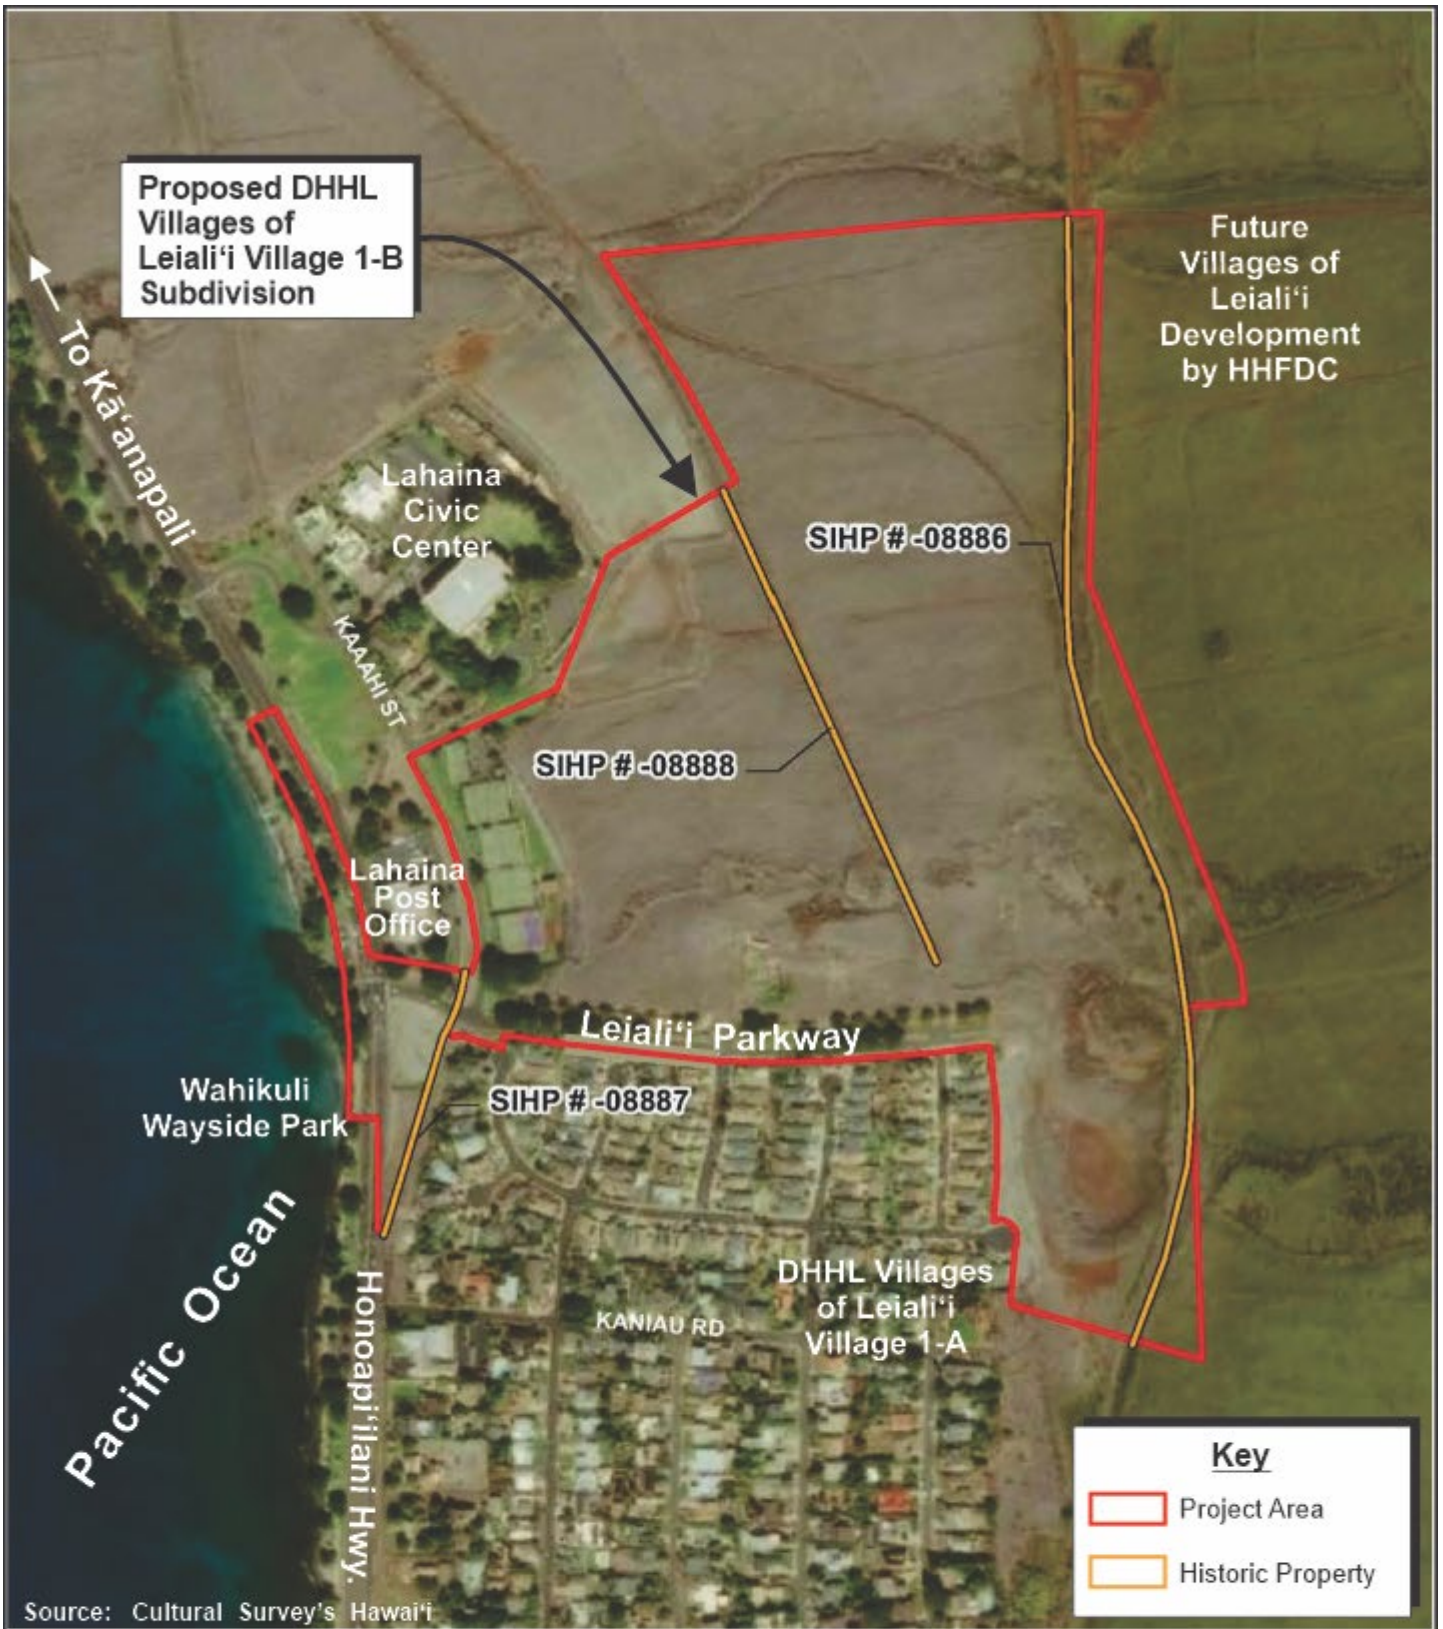 Proposed DHHL
Villages of
Leiali‘i Village 1-B
Subdivision
Future
Villages of
Leiali‘i
Development
by HHFDC
To Kā‘anapali
Lahaina
Civic
Center
SIHP # -08886
KAAAHI ST
SIHP # -08888
Lahaina
Post
Office
Leiali‘i Parkway
Wahikuli
Wayside Park
SIHP # -08887
Pacific Ocean
DHHL Villages
of Leiali‘i
Village 1-A
Honoapi‘ilani Hwy.
KANIAU RD
Key
Project Area
Historic Property
Source: Cultural Survey's Hawai‘i